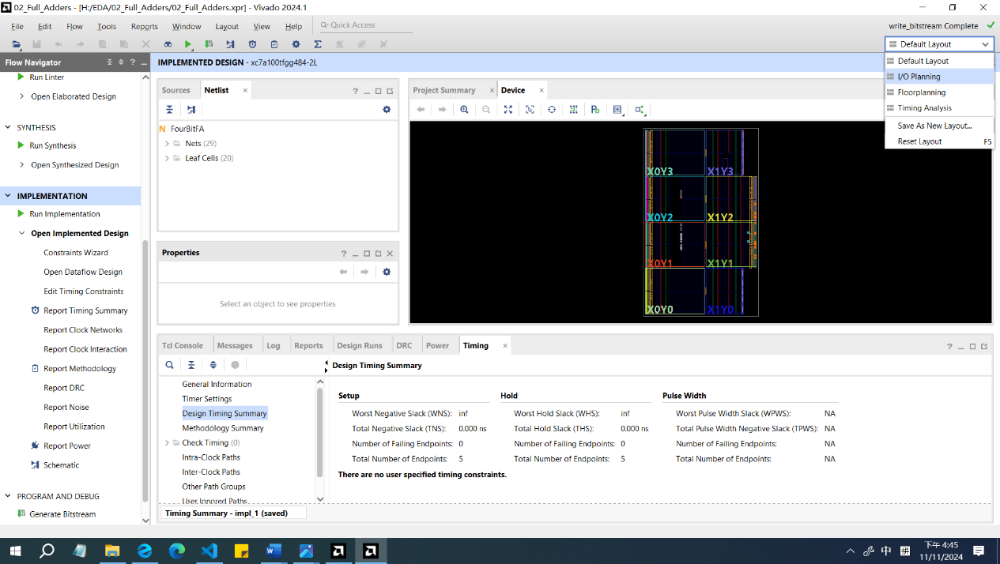 02_Full_Adders - [H:/EDA/02_Full_Adders/02_Full_Adders.xpr] - Vivado 2024.1
File Edit Flow Tools Reports Window Layout View Help
Quick Access
write_bitstream Complete
Default Layout
Default Layout
I/O Planning
Floorplanning
Timing Analysis
Save As New Layout...
Reset Layout F5
Flow Navigator
Run Linter
Open Elaborated Design
SYNTHESIS
Run Synthesis
Open Synthesized Design
IMPLEMENTATION
Run Implementation
Open Implemented Design
Constraints Wizard
Open Dataflow Design
Edit Timing Constraints
Report Timing Summary
Report Clock Networks
Report Clock Interaction
Report Methodology
Report DRC
Report Noise
Report Utilization
Report Power
Schematic
PROGRAM AND DEBUG
Generate Bitstream
IMPLEMENTED DESIGN - xc7a100tfgg484-2L
Sources Netlist
N FourBitFA
Nets (29)
Leaf Cells (20)
Properties
Select an object to see properties
Project Summary Device
X0Y3 X1Y3
X0Y2 X1Y2
X0Y1 X1Y1
X0Y0 X1Y0
Tcl Console Messages Log Reports Design Runs DRC Power Timing
Design Timing Summary
General Information
Timer Settings
Design Timing Summary
Methodology Summary
Check Timing (0)
Intra-Clock Paths
Inter-Clock Paths
Other Path Groups
User Ignored Paths
Setup Hold Pulse Width
Worst Negative Slack (WNS): inf Worst Hold Slack (WHS): inf Worst Pulse Width Slack (WPWS): NA
Total Negative Slack (TNS): 0.000 ns Total Hold Slack (THS): 0.000 ns Total Pulse Width Negative Slack (TPWS): NA
Number of Failing Endpoints: 0 Number of Failing Endpoints: 0 Number of Failing Endpoints: NA
Total Number of Endpoints: 5 Total Number of Endpoints: 5 Total Number of Endpoints: NA
There are no user specified timing constraints.
Timing Summary - impl_1 (saved)
中 拼 下午 4:45
11/11/2024